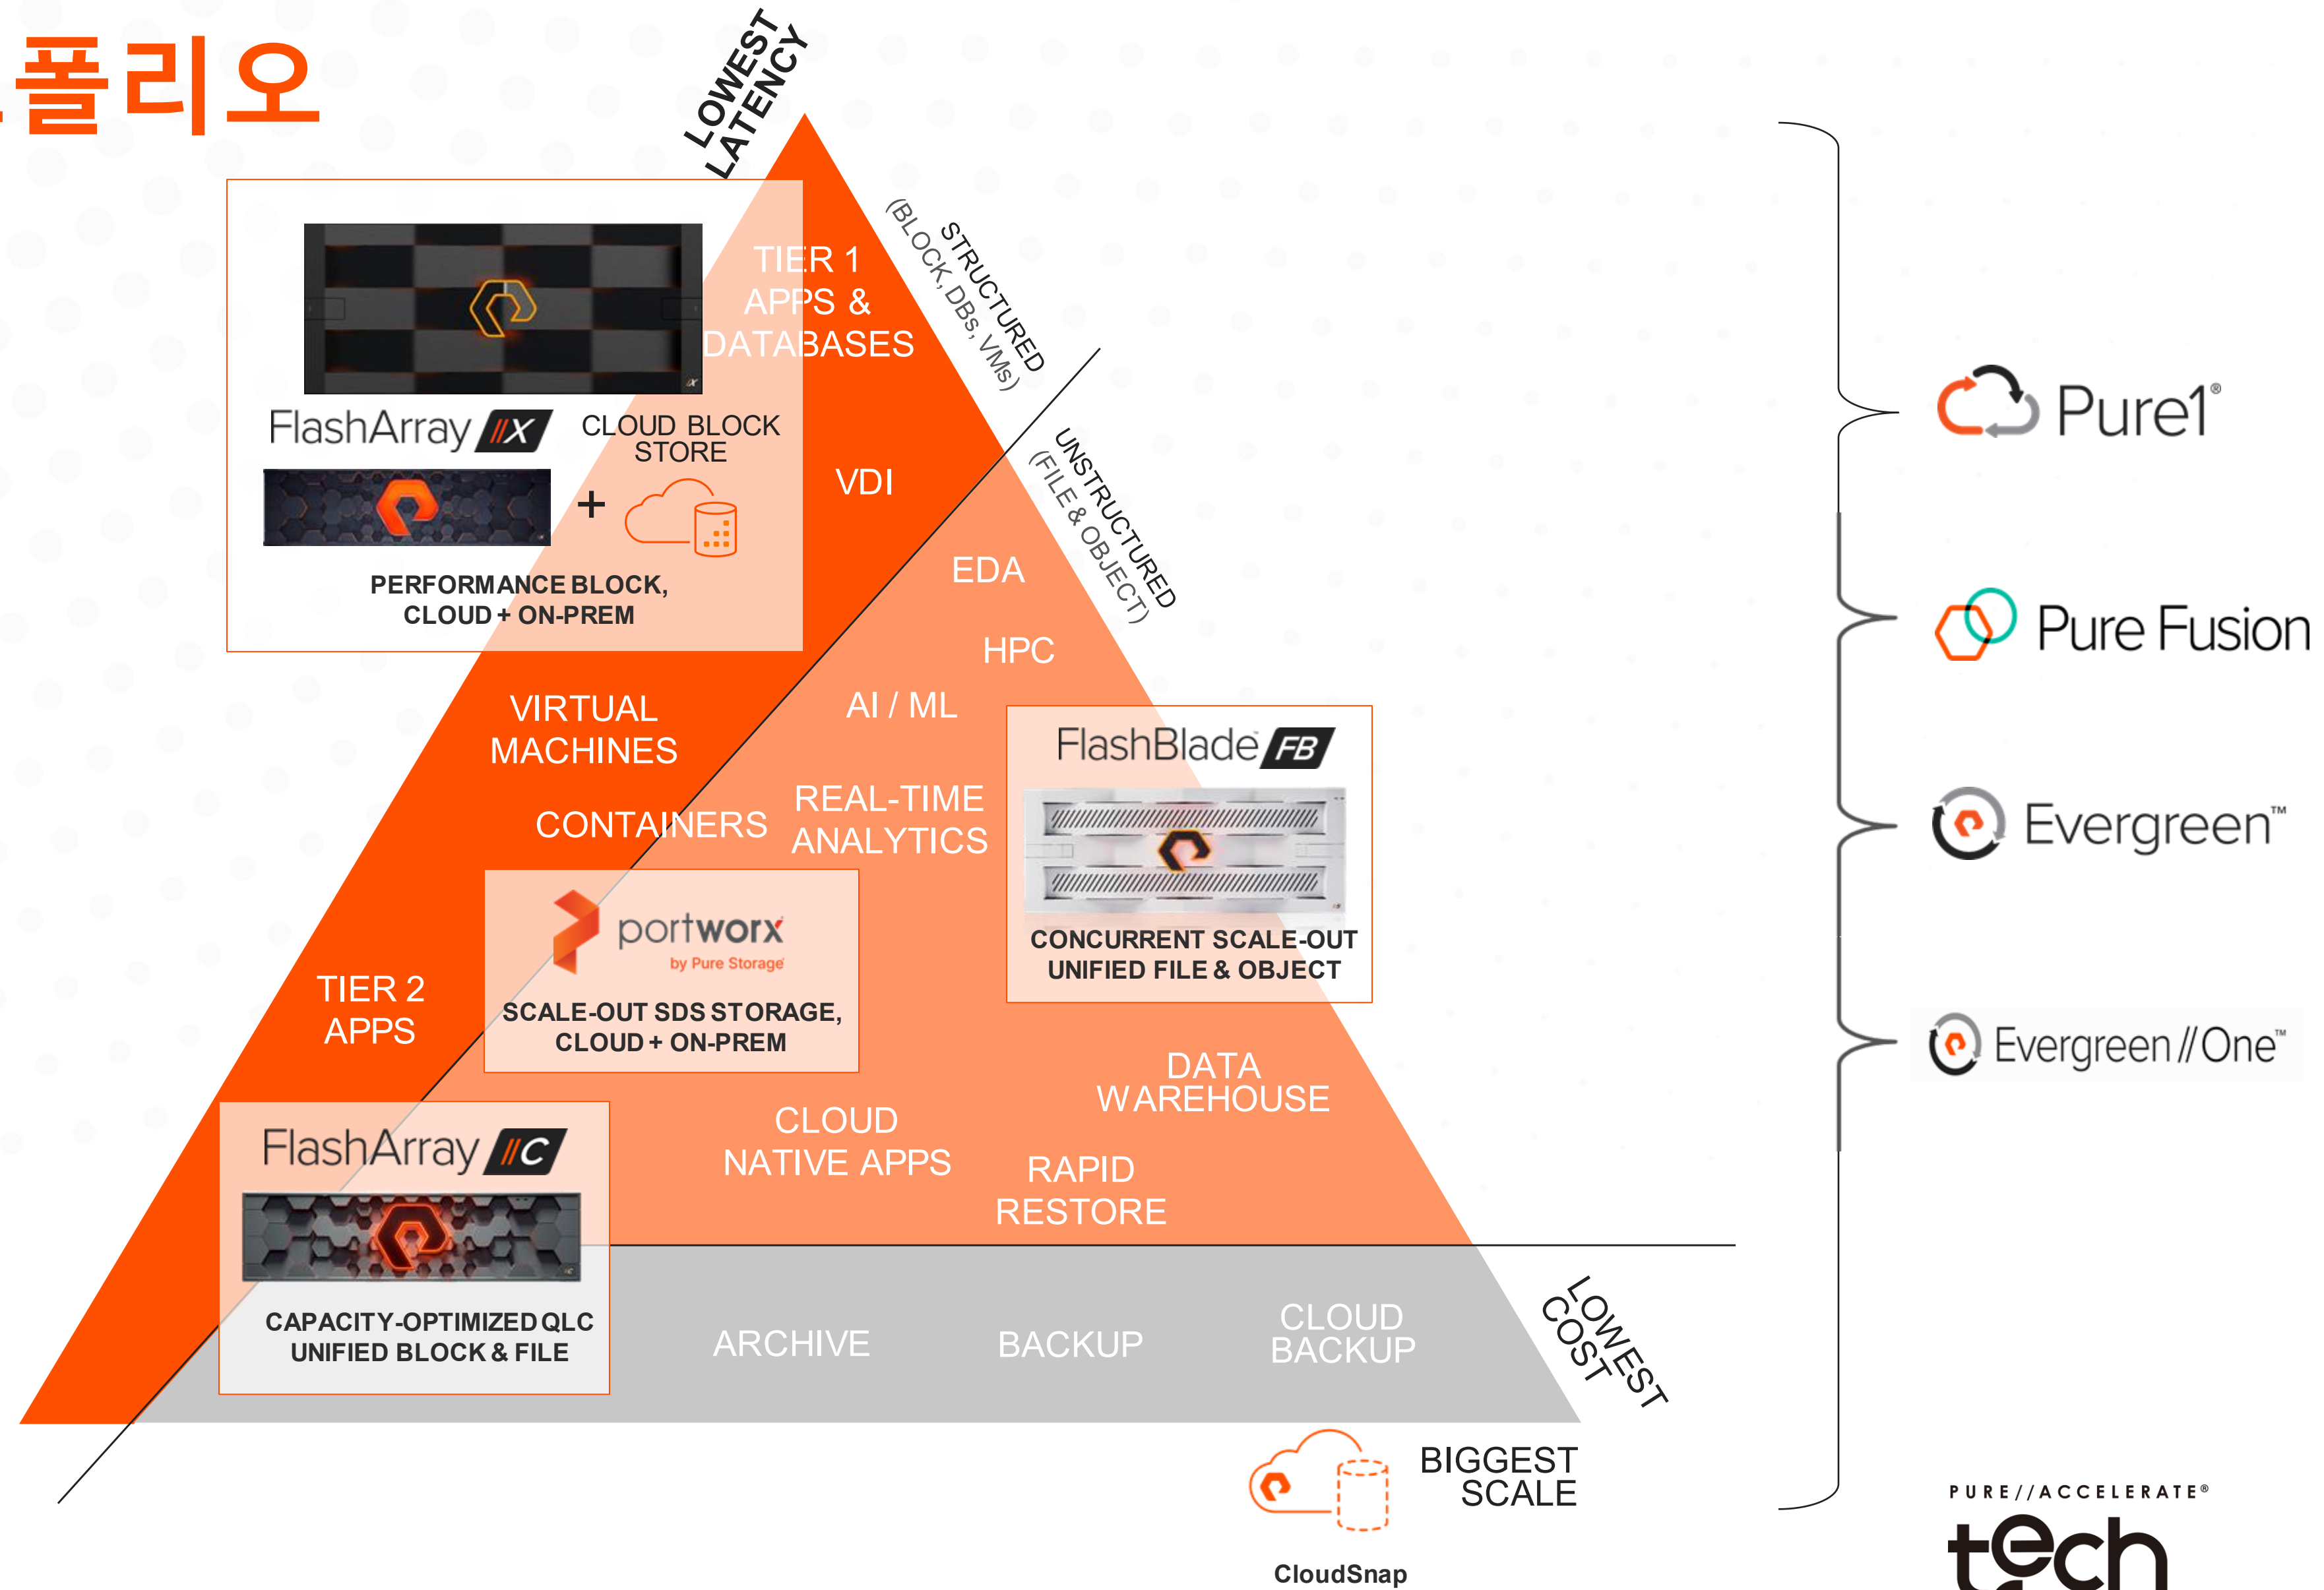 폴리오
LOWEST
LATENCY
STRUCTURED
(BLOCK, DBs, VMs)
UNSTRUCTURED
(FILE & OBJECT)
TIER 1
APPS &
DATABASES
FlashArray //X
CLOUD BLOCK
STORE
+
PERFORMANCE BLOCK,
CLOUD + ON-PREM
VDI
EDA
HPC
AI / ML
VIRTUAL
MACHINES
CONTAINERS
REAL-TIME
ANALYTICS
FlashBlade FB
CONCURRENT SCALE-OUT
UNIFIED FILE & OBJECT
portworx
by Pure Storage
SCALE-OUT SDS STORAGE,
CLOUD + ON-PREM
TIER 2
APPS
DATA
WAREHOUSE
CLOUD
NATIVE APPS
RAPID
RESTORE
FlashArray //C
CAPACITY-OPTIMIZED QLC
UNIFIED BLOCK & FILE
ARCHIVE
BACKUP
CLOUD
BACKUP
LOWEST
COST
BIGGEST
SCALE
CloudSnap
Pure1®
Pure Fusion
Evergreen™
Evergreen//One™
PURE//ACCELERATE®
tech